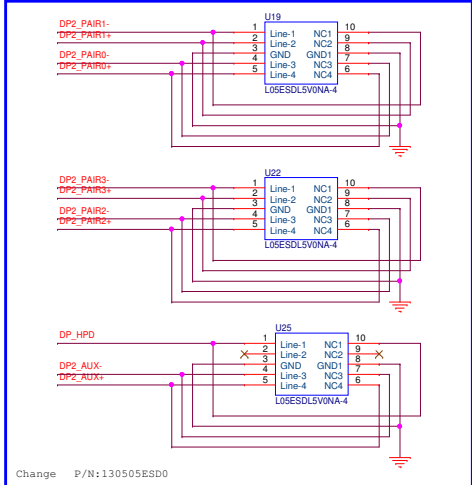 U19
DP2_PAIR1- 1 Line-1 NC1 10
DP2_PAIR1+ 2 Line-2 NC2 9
3 GND GND1 8
DP2_PAIR0- 4 Line-3 NC3 7
DP2_PAIR0+ 5 Line-4 NC4 6
L05ESDL5V0NA-4
U22
DP2_PAIR3- 1 Line-1 NC1 10
DP2_PAIR3+ 2 Line-2 NC2 9
3 GND GND1 8
DP2_PAIR2- 4 Line-3 NC3 7
DP2_PAIR2+ 5 Line-4 NC4 6
L05ESDL5V0NA-4
U25
DP_HPD 1 Line-1 NC1 10
2 Line-2 NC2 9
3 GND GND1 8
DP2_AUX- 4 Line-3 NC3 7
DP2_AUX+ 5 Line-4 NC4 6
L05ESDL5V0NA-4
Change P/N:130505ESD0